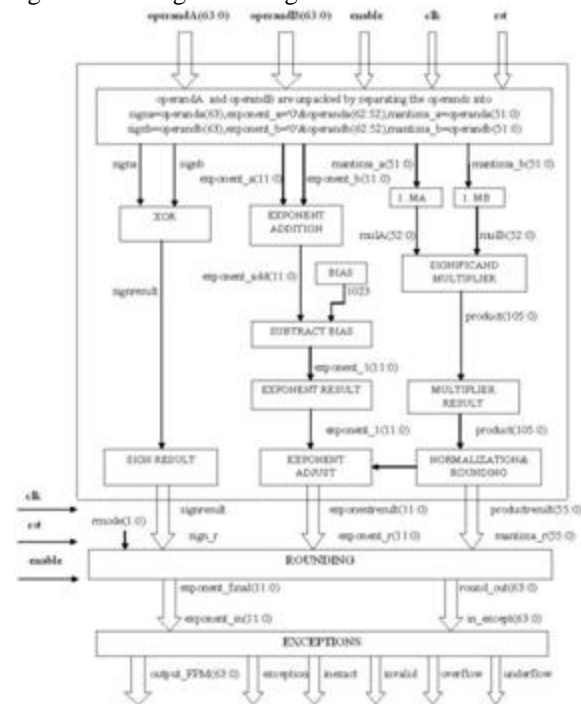 operandA(63:0) operandB(63:0) enable clk rst
operandA and operandB are unpacked by separating the operands into
signa=operanda(63),exponent_a='0'&operanda(62:52),mantissa_a=operanda(51:0)
signb=operandb(63),exponent_b='0'&operandb(62:52),mantissa_b=operandb(51:0)
signa signb mantissa_a(51:0) mantissa_b(51:0)
exponent_a(11:0) exponent_b(11:0)
1. MA 1. MB
XOR EXPONENT
ADDITION
mulA(52:0) mulB(52:0)
exponent_add(11:0) BIAS SIGNIFICAND
MULTIPLIER
signresult 1023
product(105:0)
SUBTRACT BIAS
exponent_1(11:0)
EXPONENT RESULT MULTIPLIER
RESULT
exponent_1(11:0) product(105:0)
SIGN RESULT EXPONENT
ADJUST
NORMALIZATION&
ROUNDING
clk signresult exponentresult(11:0) productresult(55:0)
rst rmode(1:0) sign_r exponent_r(11:0) mantissa_r(55:0)
enable ROUNDING
exponent_final(11:0) round_out(63:0)
exponent_in(11:0) in_except(63:0)
EXCEPTIONS
output_FPM(63:0) exception inexact invalid overflow underflow